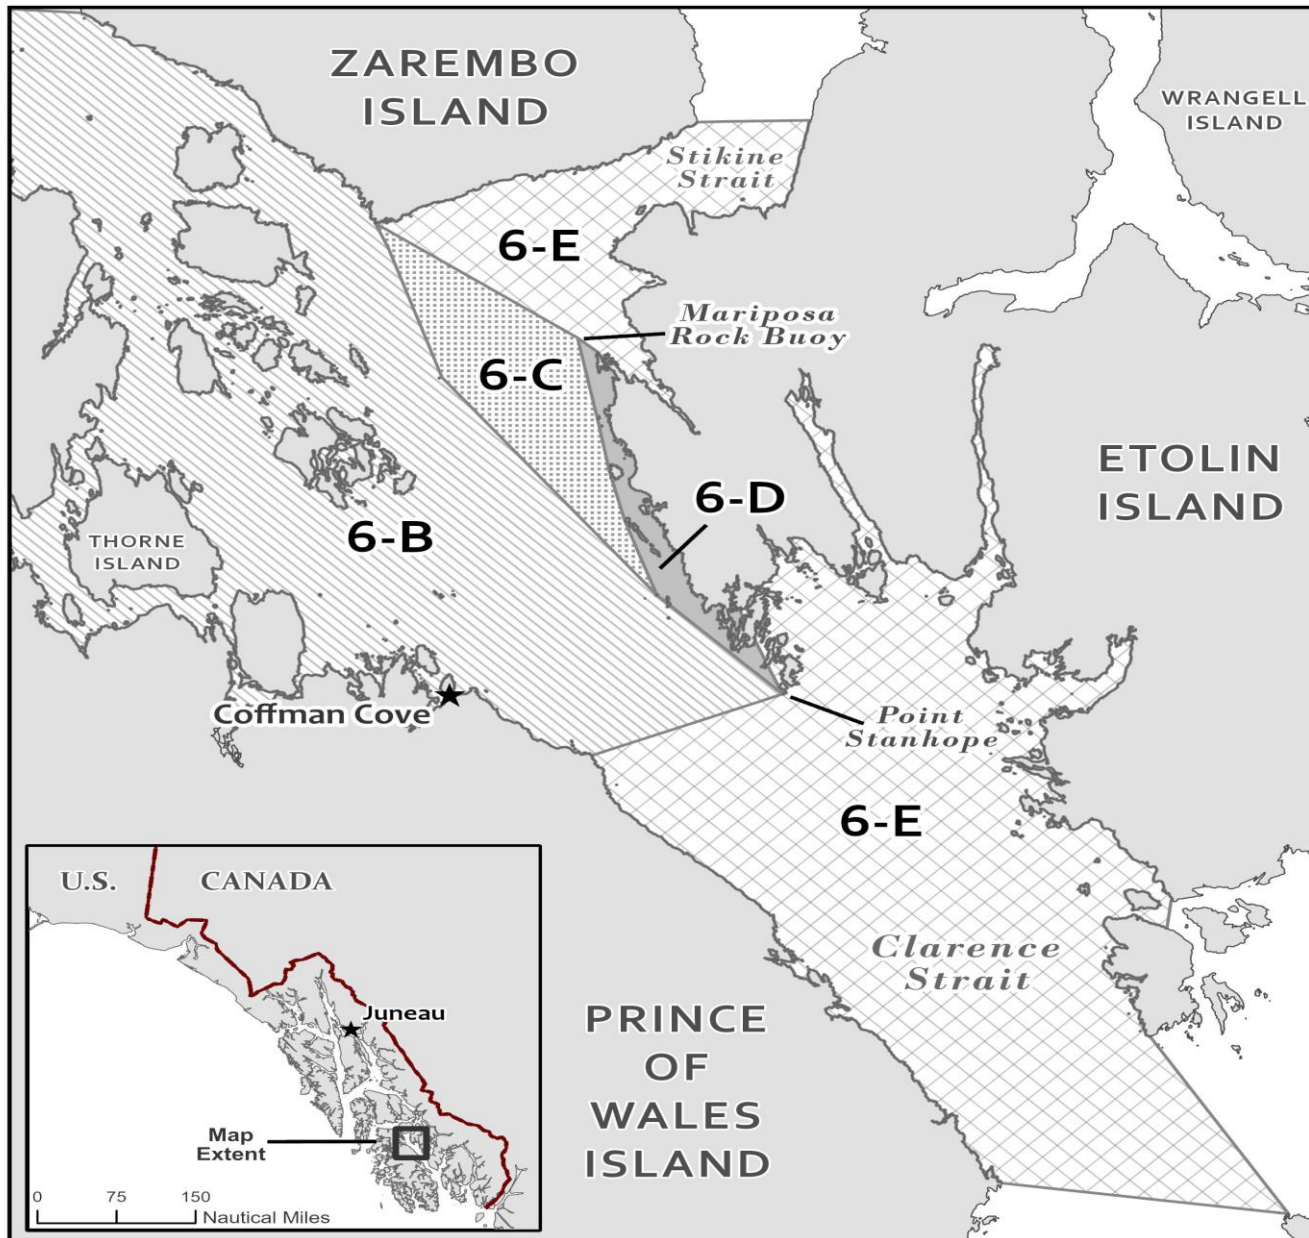 ZAREMBO
ISLAND
WRANGELL
ISLAND
Stikine
Strait
6-E
Mariposa
Rock Buoy
6-C
ETOLIN
ISLAND
6-D
6-B
THORNE
ISLAND
Coffman Cove
Point
Stanhope
6-E
Clarence
Strait
PRINCE
OF
WALES
ISLAND
U.S.
CANADA
Juneau
Map
Extent
0 75 150
Nautical Miles